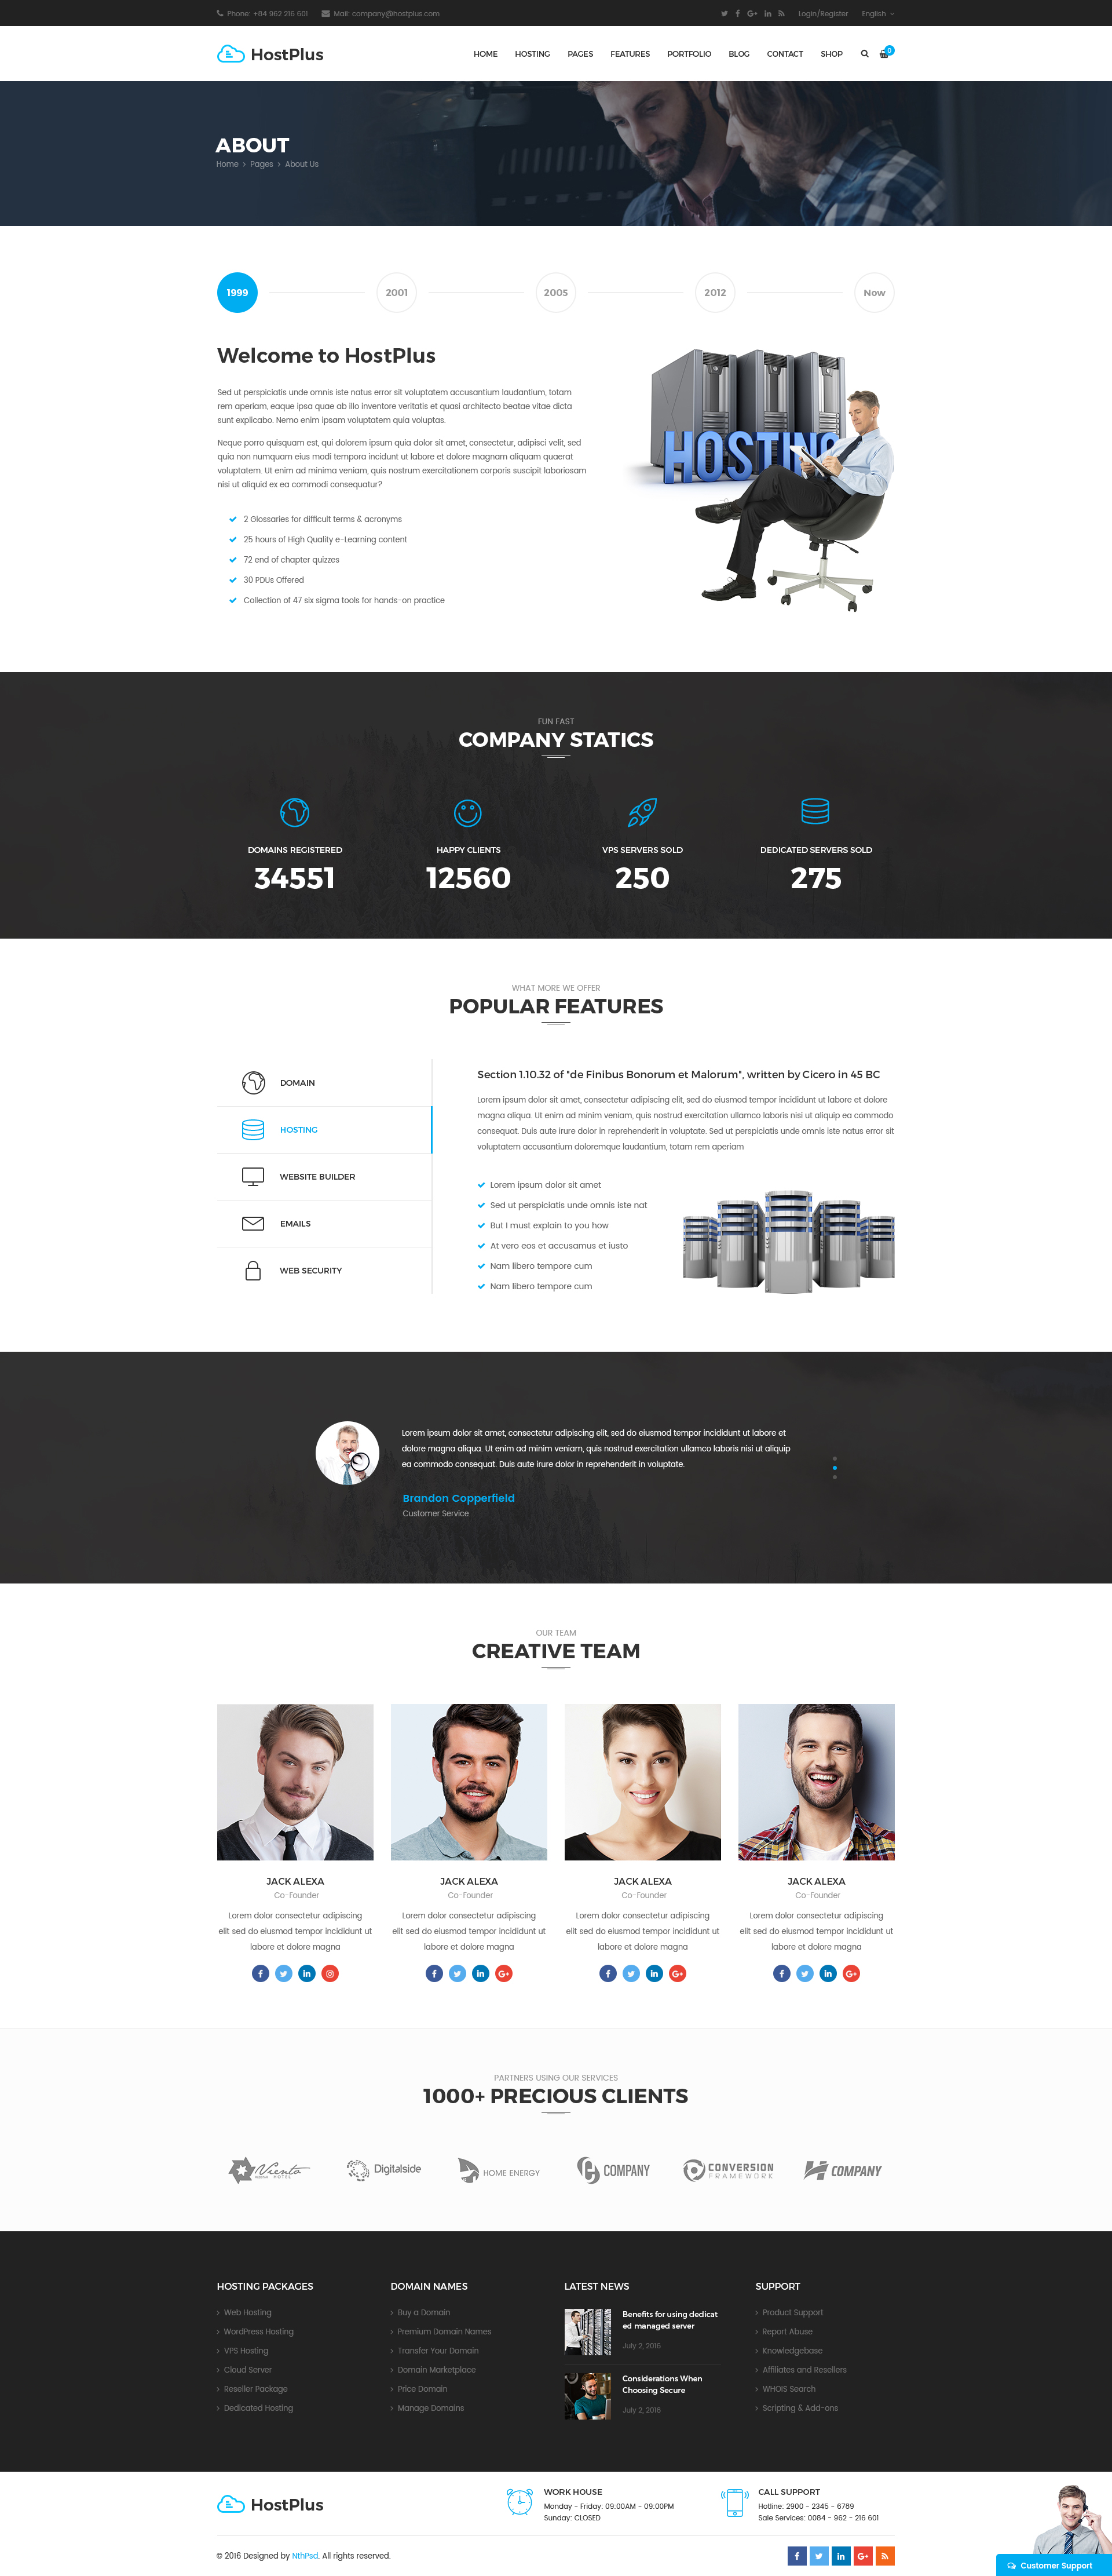 Phone: +84 962 216 601 Mail: company@hostplus.com Login/Register English
HostPlus HOME HOSTING PAGES FEATURES PORTFOLIO BLOG CONTACT SHOP 0
ABOUT
Home > Pages > About Us
1999 2001 2005 2012 Now
Welcome to HostPlus
Sed ut perspiciatis unde omnis iste natus error sit voluptatem accusantium laudantium, totam
rem aperiam, eaque ipsa quae ab illo inventore veritatis et quasi architecto beatae vitae dicta
sunt explicabo. Nemo enim ipsam voluptatem quia voluptas.
Neque porro quisquam est, qui dolorem ipsum quia dolor sit amet, consectetur, adipisci velit, sed
quia non numquam eius modi tempora incidunt ut labore et dolore magnam aliquam quaerat
voluptatem. Ut enim ad minima veniam, quis nostrum exercitationem corporis suscipit laboriosam
nisi ut aliquid ex ea commodi consequatur?
2 Glossaries for difficult terms & acronyms
25 hours of High Quality e-Learning content
72 end of chapter quizzes
30 PDUs Offered
Collection of 47 six sigma tools for hands-on practice
HOSTING
FUN FAST
COMPANY STATICS
DOMAINS REGISTERED HAPPY CLIENTS VPS SERVERS SOLD DEDICATED SERVERS SOLD
34551 12560 250 275
WHAT MORE WE OFFER
POPULAR FEATURES
DOMAIN
HOSTING
WEBSITE BUILDER
EMAILS
WEB SECURITY
Section 1.10.32 of "de Finibus Bonorum et Malorum", written by Cicero in 45 BC
Lorem ipsum dolor sit amet, consectetur adipiscing elit, sed do eiusmod tempor incididunt ut labore et dolore
magna aliqua. Ut enim ad minim veniam, quis nostrud exercitation ullamco laboris nisi ut aliquip ea commodo
consequat. Duis aute irure dolor in reprehenderit in voluptate. Sed ut perspiciatis unde omnis iste natus error sit
voluptatem accusantium doloremque laudantium, totam rem aperiam
Lorem ipsum dolor sit amet
Sed ut perspiciatis unde omnis iste nat
But I must explain to you how
At vero eos et accusamus et iusto
Nam libero tempore cum
Nam libero tempore cum
Lorem ipsum dolor sit amet, consectetur adipiscing elit, sed do eiusmod tempor incididunt ut labore et
dolore magna aliqua. Ut enim ad minim veniam, quis nostrud exercitation ullamco laboris nisi ut aliquip
ea commodo consequat. Duis aute irure dolor in reprehenderit in voluptate.
Brandon Copperfield
Customer Service
OUR TEAM
CREATIVE TEAM
JACK ALEXA JACK ALEXA JACK ALEXA JACK ALEXA
Co-Founder Co-Founder Co-Founder Co-Founder
Lorem dolor consectetur adipiscing Lorem dolor consectetur adipiscing Lorem dolor consectetur adipiscing Lorem dolor consectetur adipiscing
elit sed do eiusmod tempor incididunt ut elit sed do eiusmod tempor incididunt ut elit sed do eiusmod tempor incididunt ut elit sed do eiusmod tempor incididunt ut
labore et dolore magna labore et dolore magna labore et dolore magna labore et dolore magna
PARTNERS USING OUR SERVICES
1000+ PRECIOUS CLIENTS
Viento HOTEL
Digitalside
HOME ENERGY
COMPANY
CONVERSION
FRAMEWORK
COMPANY
HOSTING PACKAGES
Web Hosting
WordPress Hosting
VPS Hosting
Cloud Server
Reseller Package
Dedicated Hosting
DOMAIN NAMES
Buy a Domain
Premium Domain Names
Transfer Your Domain
Domain Marketplace
Price Domain
Manage Domains
LATEST NEWS
Benefits for using dedicat
ed managed server
July 2, 2016
Considerations When
Choosing Secure
July 2, 2016
SUPPORT
Product Support
Report Abuse
Knowledgebase
Affiliates and Resellers
WHOIS Search
Scripting & Add-ons
HostPlus
WORK HOUSE
Monday - Friday: 09:00AM - 09:00PM
Sunday: CLOSED
CALL SUPPORT
Hotline: 2900 - 2345 - 6789
Sale Services: 0084 - 962 - 216 601
© 2016 Designed by NthPsd. All rights reserved.
Customer Support